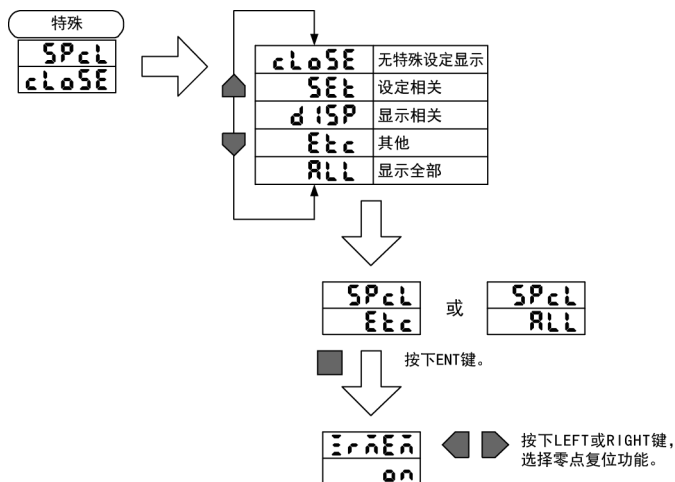 特殊
SPcL
cLoSE
cLoSE 无特殊设定显示
SEt 设定相关
dISP 显示相关
Etc 其他
ALL 显示全部
SPcL
Etc
或
SPcL
ALL
按下ENT键。
on
按下LEFT或RIGHT键,
选择零点复位功能。